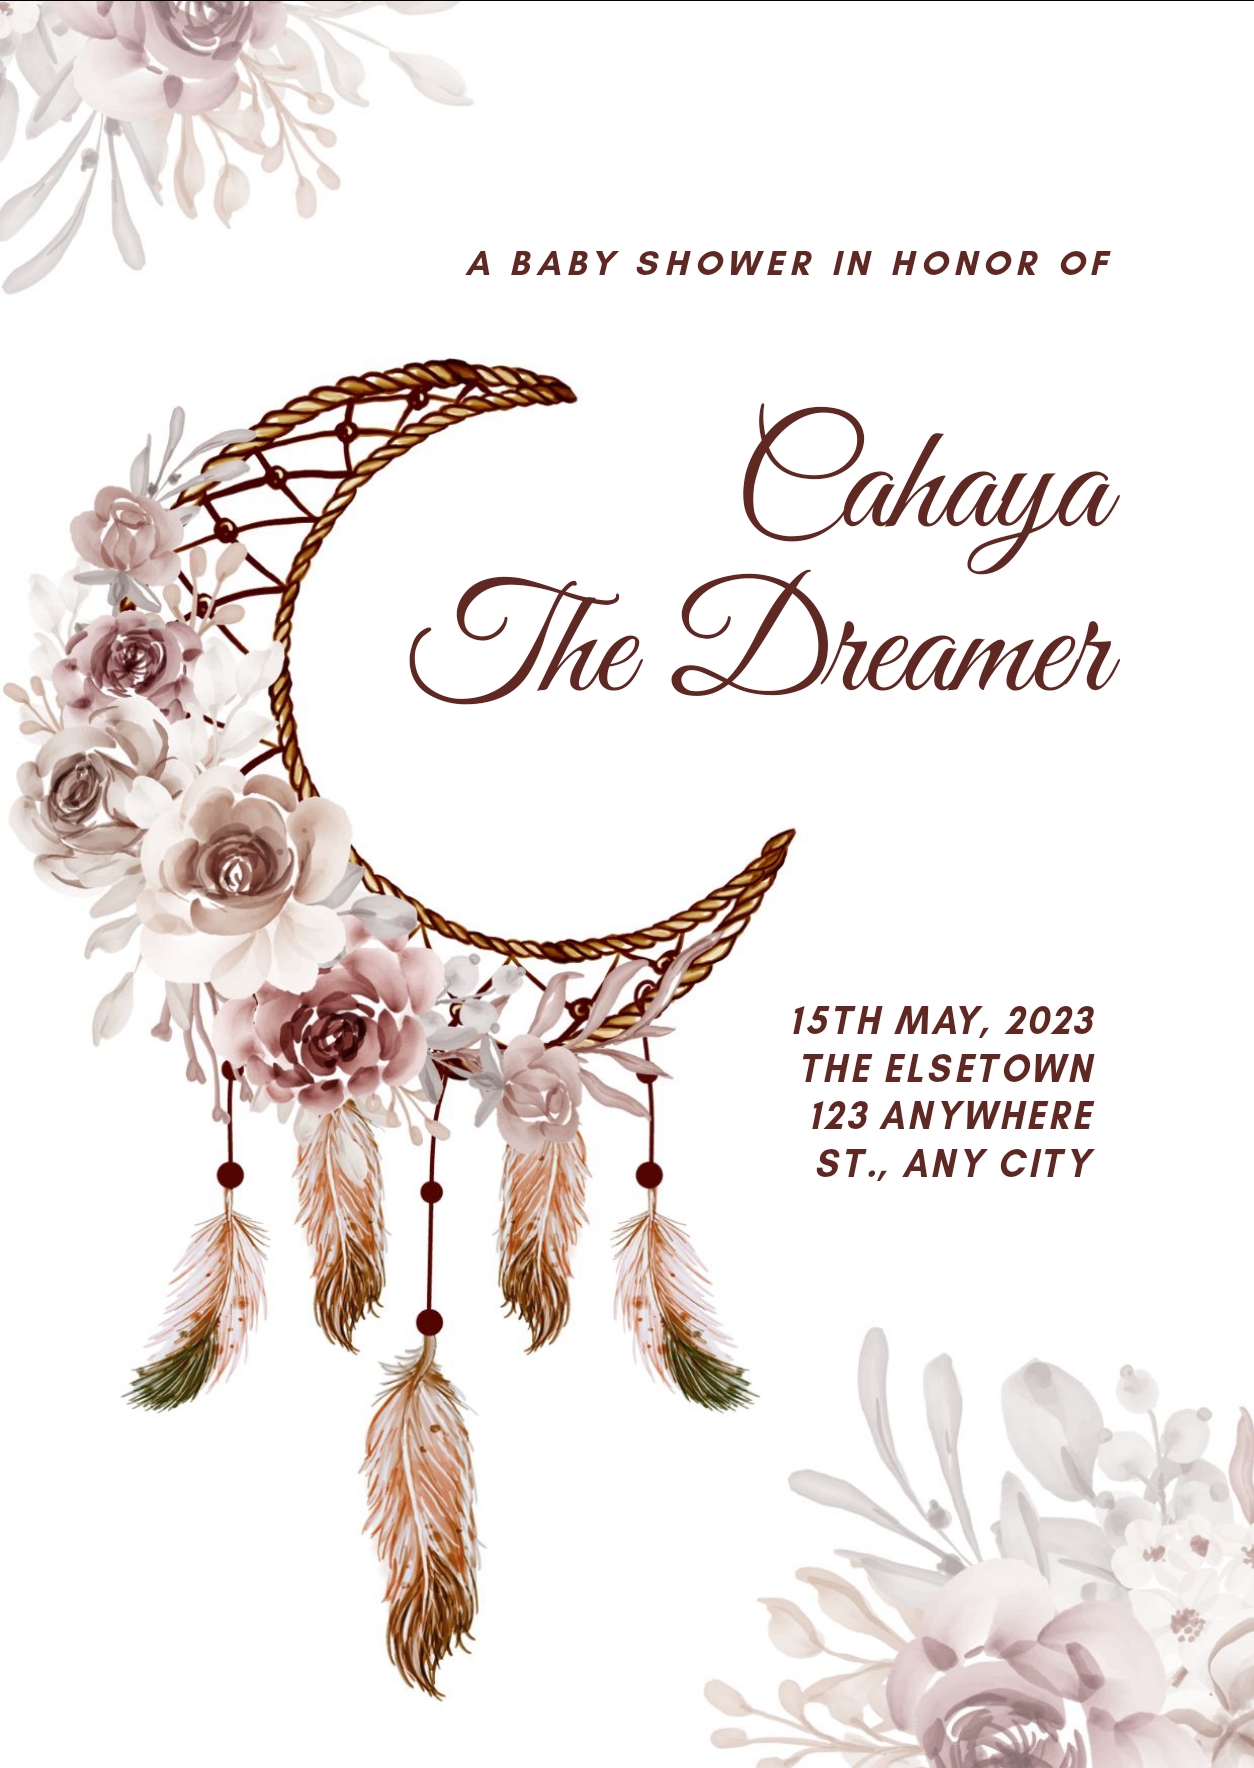 A BABY SHOWER IN HONOR OF
Cahaya
The Dreamer
15TH MAY, 2023
THE ELSETOWN
123 ANYWHERE
ST., ANY CITY